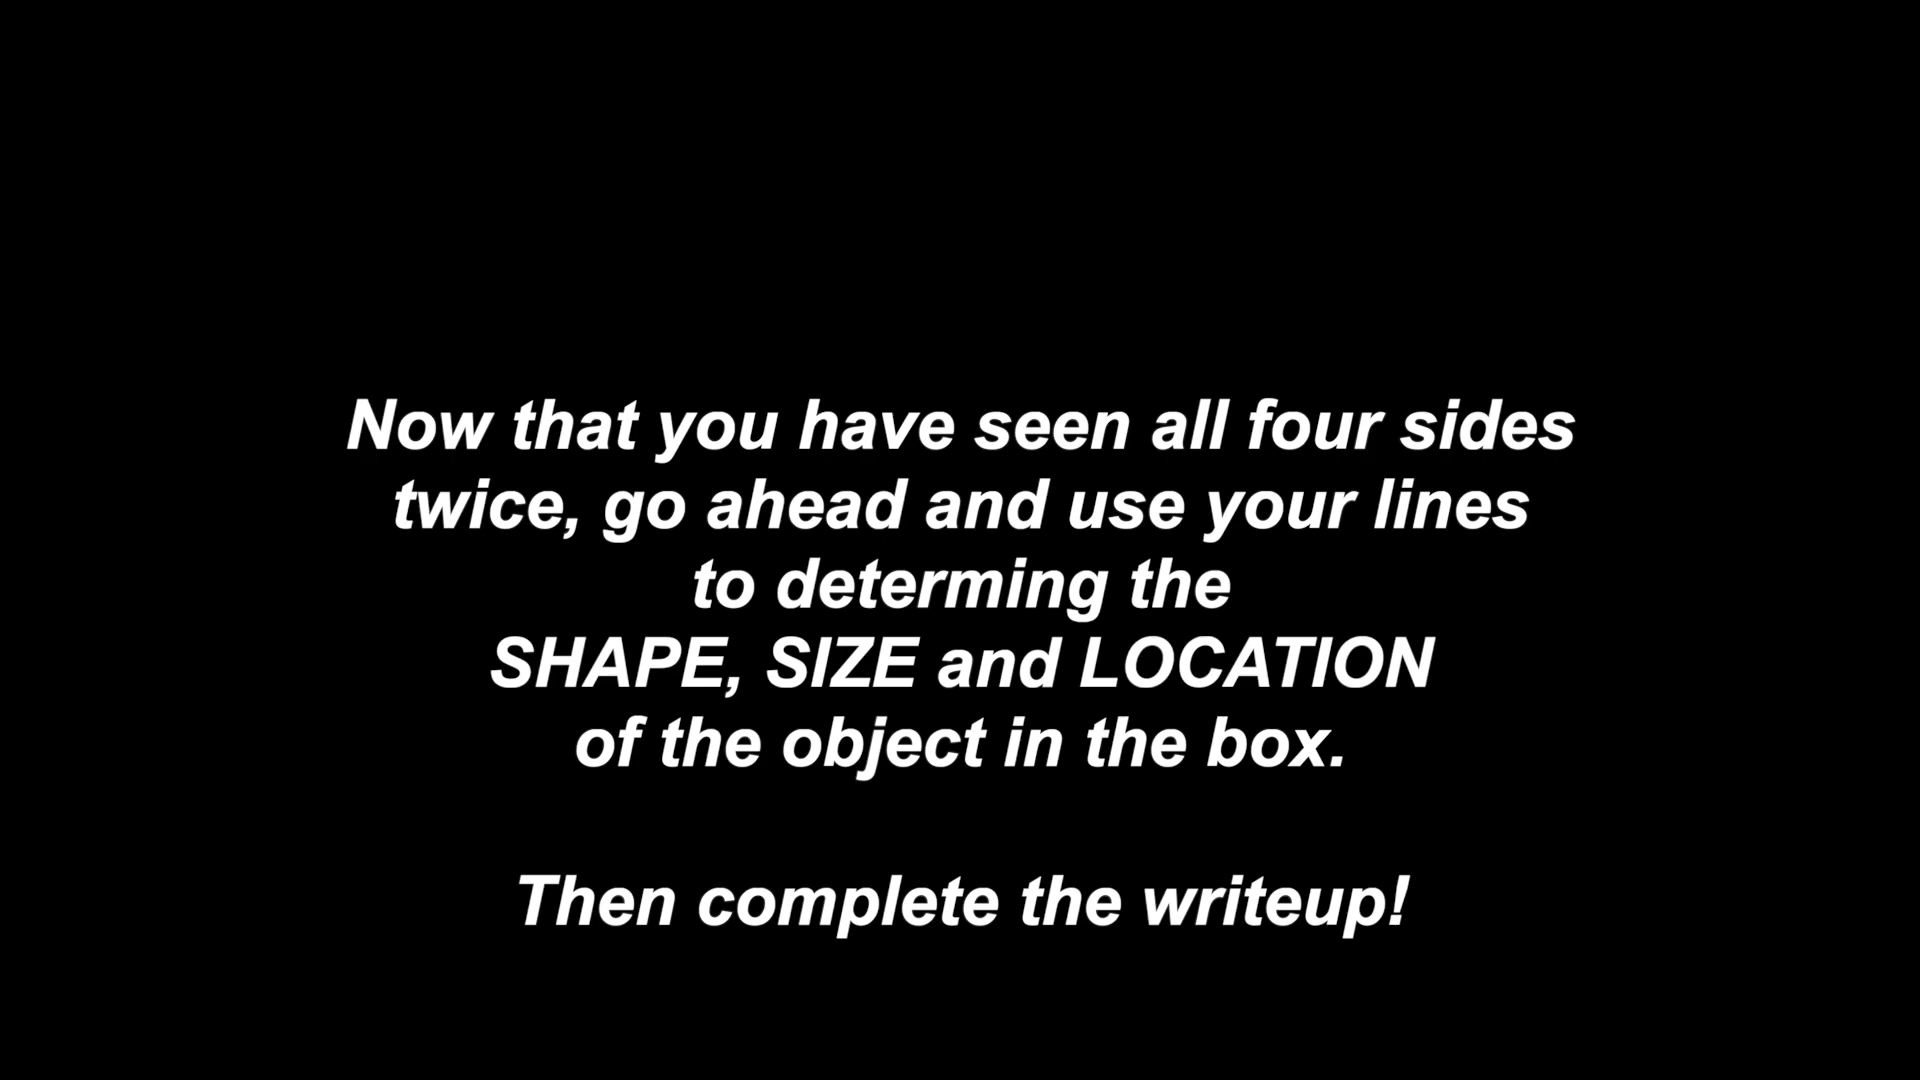 Now that you have seen all four sides
twice, go ahead and use your lines
to determing the
SHAPE, SIZE and LOCATION
of the object in the box.
Then complete the writeup!